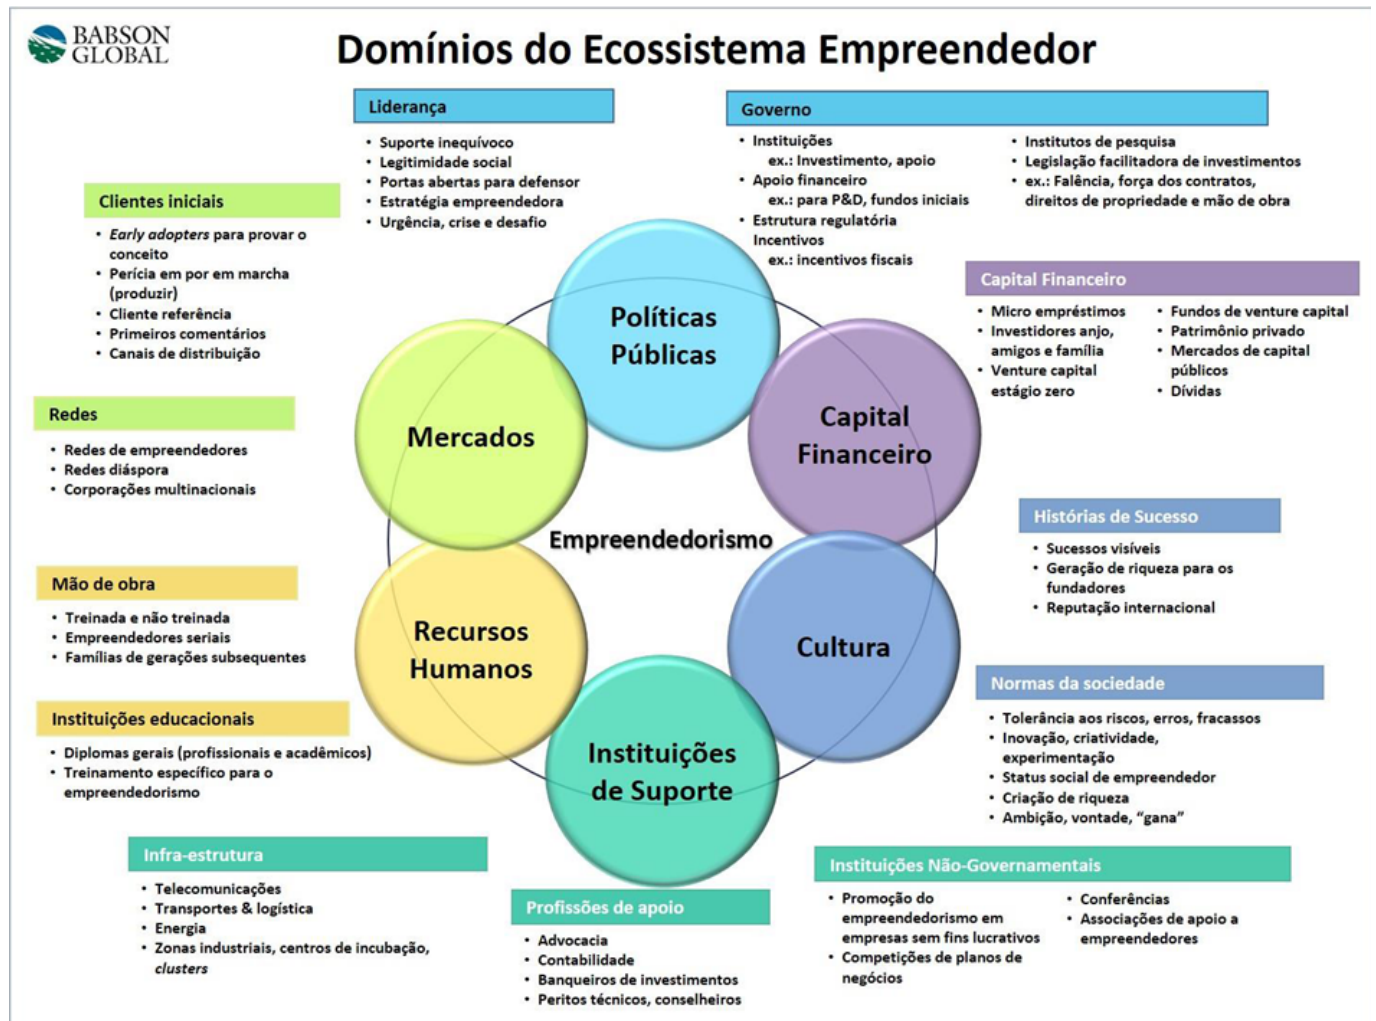 BABSON
GLOBAL
Domínios do Ecossistema Empreendedor
Liderança
• Suporte inequívoco
• Legitimidade social
• Portas abertas para defensor
• Estratégia empreendedora
• Urgência, crise e desafio
Governo
• Instituições
ex.: Investimento, apoio
• Apoio financeiro
ex.: para P&D, fundos iniciais
• Estrutura regulatória
Incentivos
ex.: incentivos fiscais
• Institutos de pesquisa
• Legislação facilitadora de investimentos
• ex.: Falência, força dos contratos,
direitos de propriedade e mão de obra
Clientes iniciais
• Early adopters para provar o
conceito
• Perícia em por em marcha
(produzir)
• Cliente referência
• Primeiros comentários
• Canais de distribuição
Capital Financeiro
• Micro empréstimos
• Investidores anjo,
amigos e família
• Venture capital
estágio zero
• Fundos de venture capital
• Patrimônio privado
• Mercados de capital
públicos
• Dívidas
Políticas
Públicas
Mercados
Capital
Financeiro
Redes
• Redes de empreendedores
• Redes diáspora
• Corporações multinacionais
Empreendedorismo
Histórias de Sucesso
• Sucessos visíveis
• Geração de riqueza para os
fundadores
• Reputação internacional
Mão de obra
• Treinada e não treinada
• Empreendedores seriais
• Famílias de gerações subsequentes
Recursos
Humanos
Cultura
Normas da sociedade
• Tolerância aos riscos, erros, fracassos
• Inovação, criatividade,
experimentação
• Status social de empreendedor
• Criação de riqueza
• Ambição, vontade, “gana”
Instituições educacionais
• Diplomas gerais (profissionais e acadêmicos)
• Treinamento específico para o
empreendedorismo
Instituições
de Suporte
Infra-estrutura
• Telecomunicações
• Transportes & logística
• Energia
• Zonas industriais, centros de incubação,
clusters
Profissões de apoio
• Advocacia
• Contabilidade
• Banqueiros de investimentos
• Peritos técnicos, conselheiros
Instituições Não-Governamentais
• Promoção do
empreendedorismo em
empresas sem fins lucrativos
• Competições de planos de
negócios
• Conferências
• Associações de apoio a
empreendedores